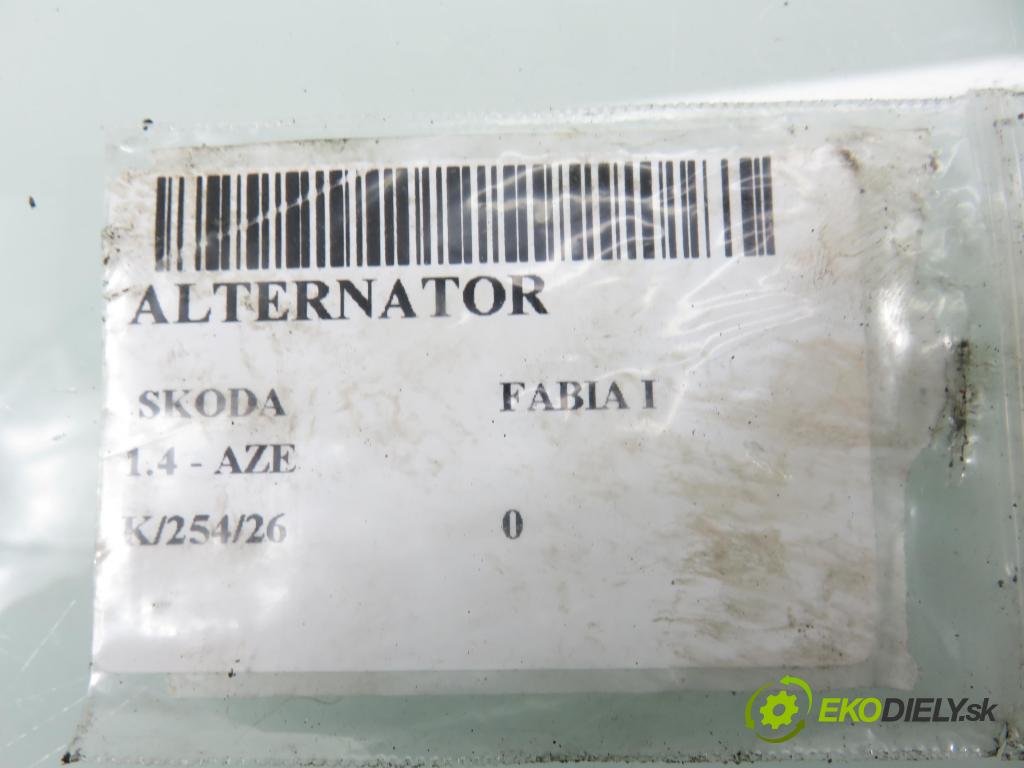 ALTERNATOR
SKODA FABIA I
1.4 - AZE
K/254/26 0
EKODIELY.sk